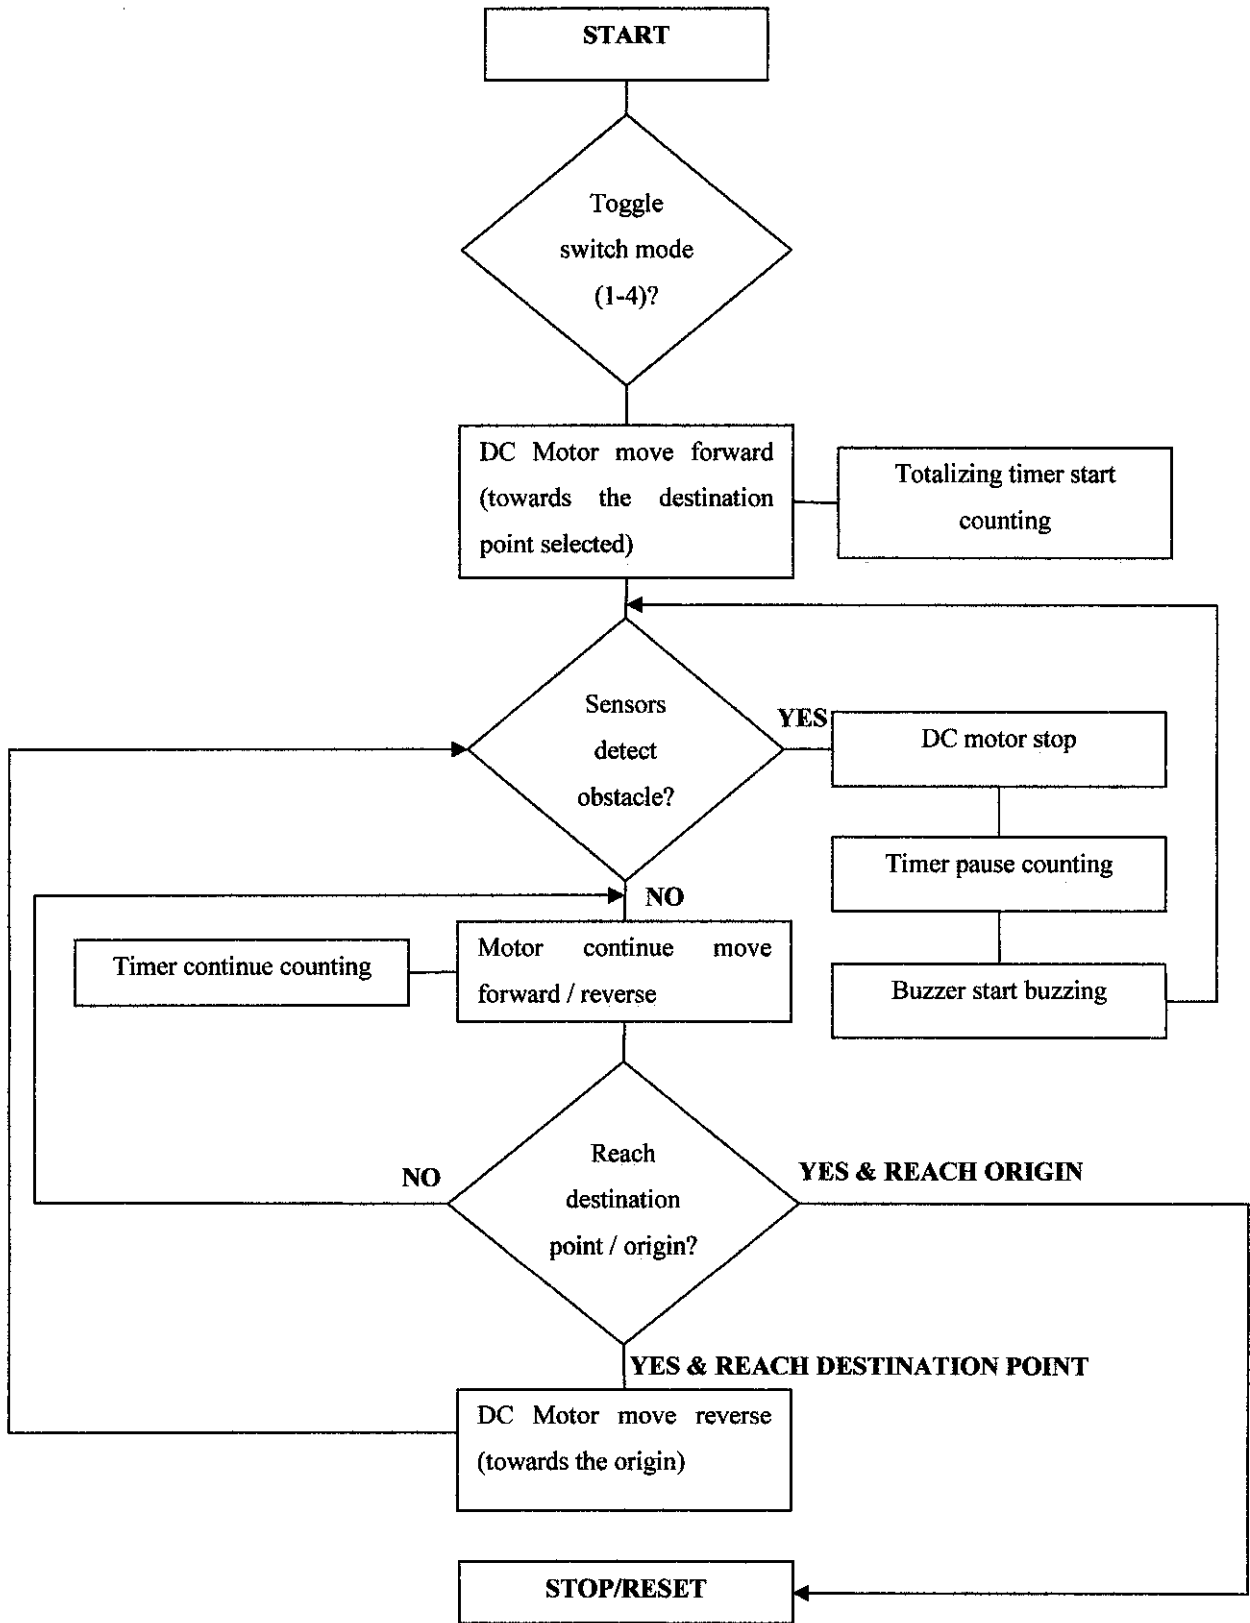 START
Toggle
switch mode
(1-4)?
DC Motor move forward
(towards the destination
point selected)
Totalizing timer start
counting
Sensors
detect
obstacle?
YES
DC motor stop
Timer pause counting
Buzzer start buzzing
NO
Motor continue move
forward / reverse
Timer continue counting
Reach
destination
point / origin?
NO
YES & REACH ORIGIN
YES & REACH DESTINATION POINT
DC Motor move reverse
(towards the origin)
STOP/RESET